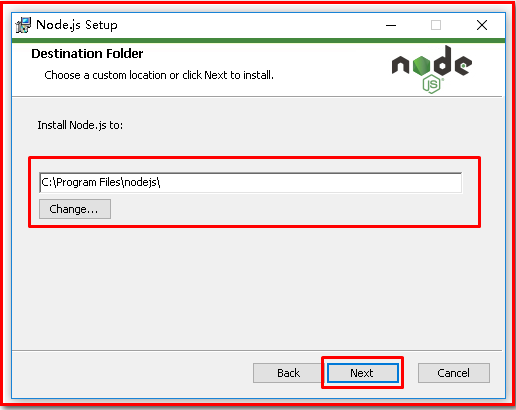 Node.js Setup
Destination Folder
Choose a custom location or click Next to install.
node
JS
Install Node.js to:
C:\Program Files\nodejs\
Change...
Back
Next
Cancel